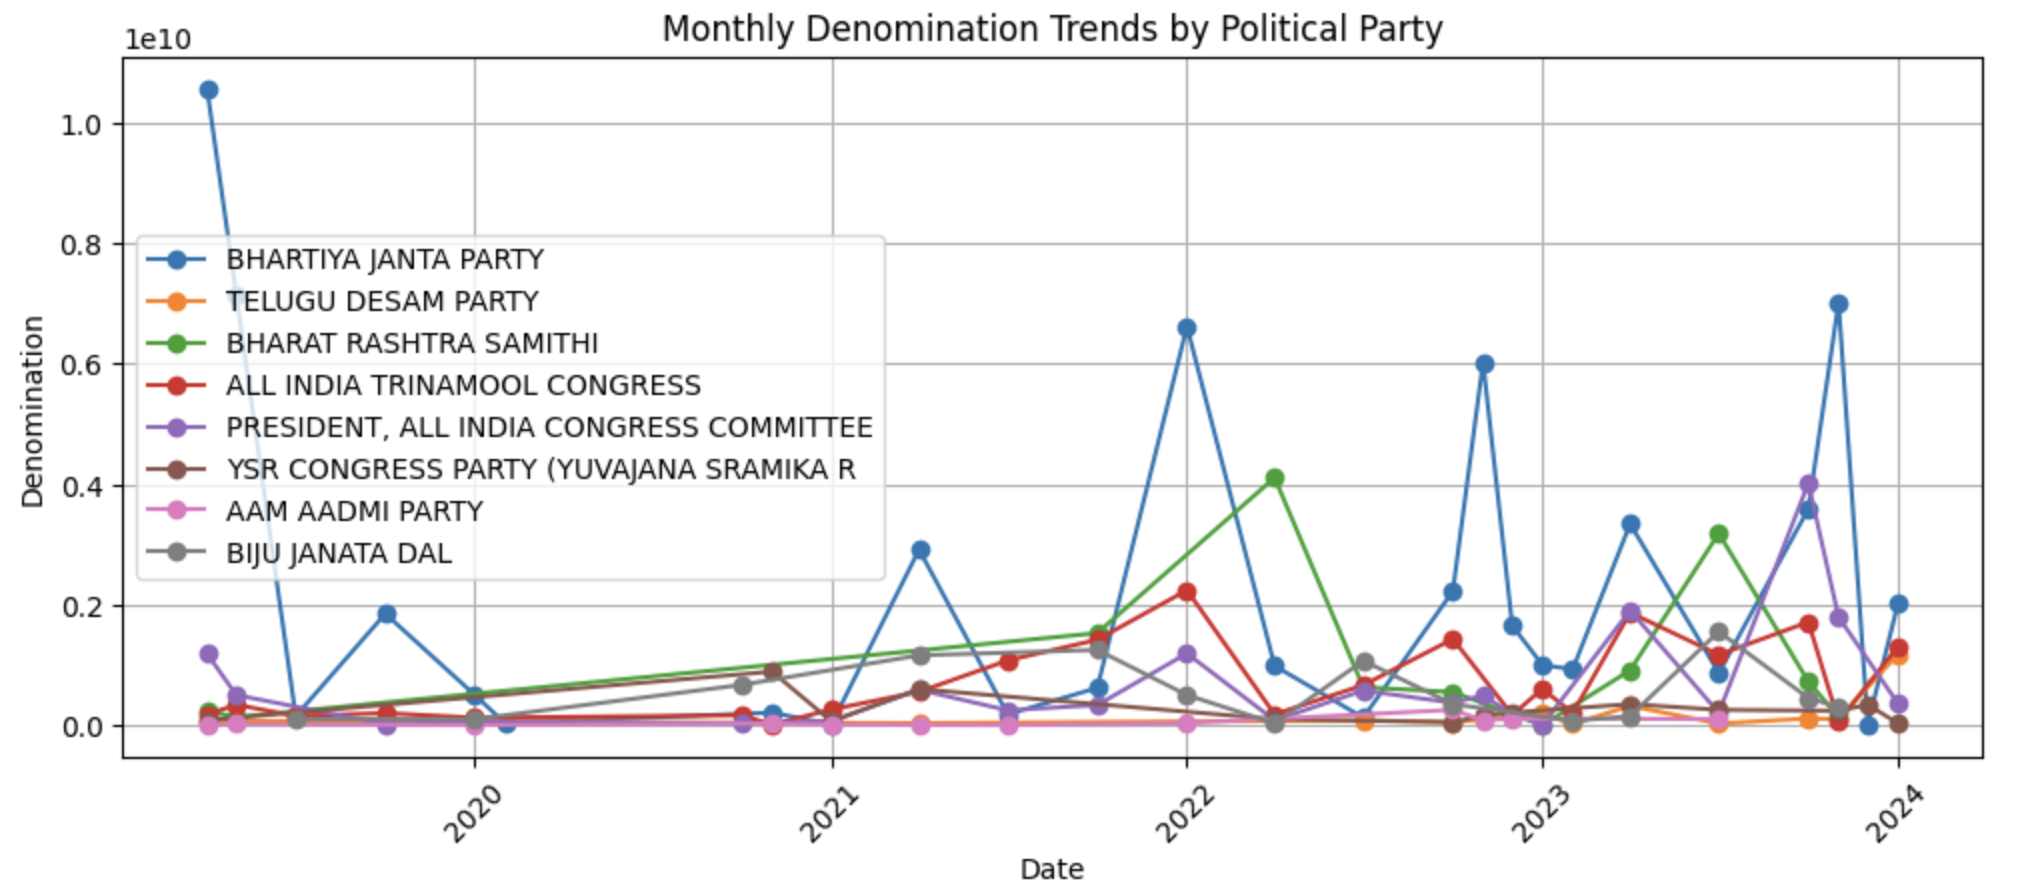 Monthly Denomination Trends by Political Party
1e10
1.0
0.8
0.6
0.4
0.2
0.0
Denomination
BHARTIYA JANTA PARTY
TELUGU DESAM PARTY
BHARAT RASHTRA SAMITHI
ALL INDIA TRINAMOOL CONGRESS
PRESIDENT, ALL INDIA CONGRESS COMMITTEE
YSR CONGRESS PARTY (YUVAJANA SRAMIKA R
AAM AADMI PARTY
BIJU JANATA DAL
2020
2021
2022
2023
2024
Date